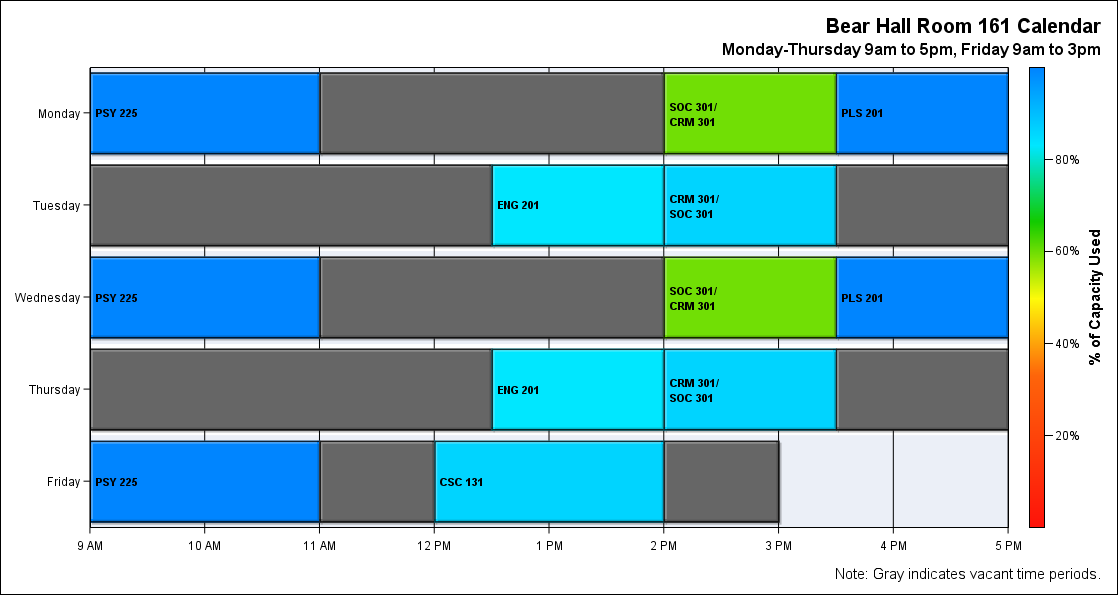 Bear Hall Room 161 Calendar
Monday-Thursday 9am to 5pm, Friday 9am to 3pm
Monday
PSY 225
SOC 301/
CRM 301
PLS 201
Tuesday
ENG 201
CRM 301/
SOC 301
Wednesday
PSY 225
SOC 301/
CRM 301
PLS 201
Thursday
ENG 201
CRM 301/
SOC 301
Friday
PSY 225
CSC 131
9 AM
10 AM
11 AM
12 PM
1 PM
2 PM
3 PM
4 PM
5 PM
80%
60%
40%
20%
% of Capacity Used
Note: Gray indicates vacant time periods.